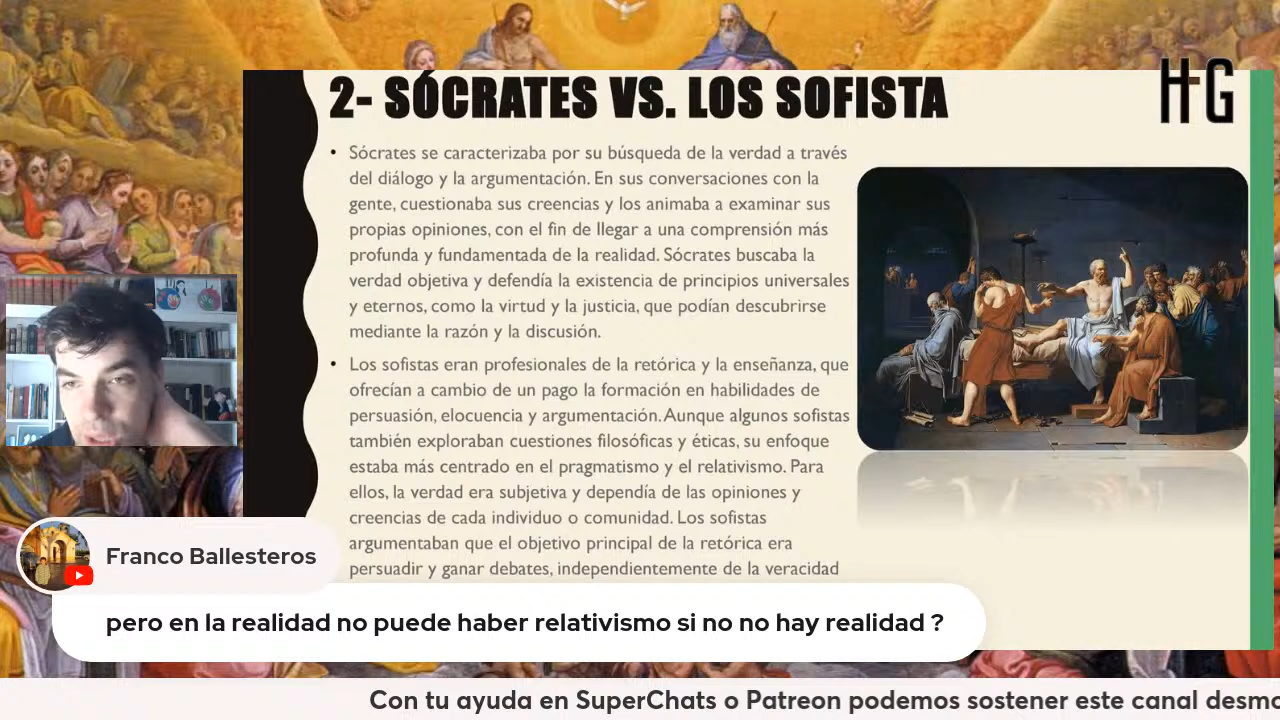 2- SÓCRATES VS. LOS SOFISTA
HG
• Sócrates se caracterizaba por su búsqueda de la verdad a través
del diálogo y la argumentación. En sus conversaciones con la
gente, cuestionaba sus creencias y los animaba a examinar sus
propias opiniones, con el fin de llegar a una comprensión más
profunda y fundamentada de la realidad. Sócrates buscaba la
verdad objetiva y defendía la existencia de principios universales
y eternos, como la virtud y la justicia, que podían descubrirse
mediante la razón y la discusión.
• Los sofistas eran profesionales de la retórica y la enseñanza, que
ofrecían a cambio de un pago la formación en habilidades de
persuasión, elocuencia y argumentación. Aunque algunos sofistas
también exploraban cuestiones filosóficas y éticas, su enfoque
estaba más centrado en el pragmatismo y el relativismo. Para
ellos, la verdad era subjetiva y dependía de las opiniones y
creencias de cada individuo o comunidad. Los sofistas
argumentaban que el objetivo principal de la retórica era
persuadir y ganar debates, independientemente de la veracidad
Franco Ballesteros
pero en la realidad no puede haber relativismo si no no hay realidad ?
Con tu ayuda en SuperChats o Patreon podemos sostener este canal desmo